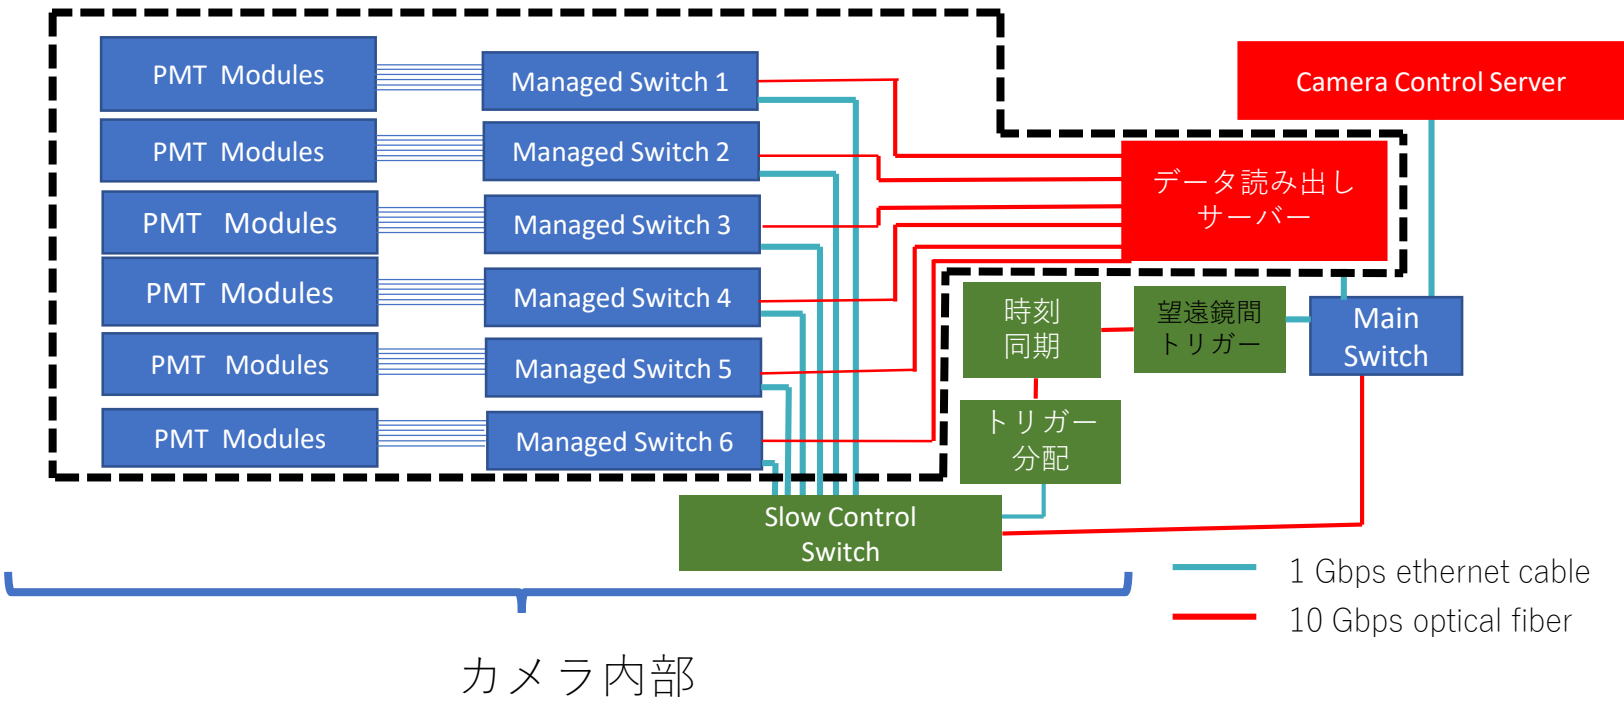 PMT Modules
Managed Switch 1
Camera Control Server
PMT Modules
Managed Switch 2
データ読み出し
サーバー
PMT Modules
Managed Switch 3
PMT Modules
Managed Switch 4
時刻
同期
望遠鏡間
トリガー
Main
Switch
PMT Modules
Managed Switch 5
PMT Modules
Managed Switch 6
トリガー
分配
Slow Control
Switch
1 Gbps ethernet cable
10 Gbps optical fiber
カメラ内部